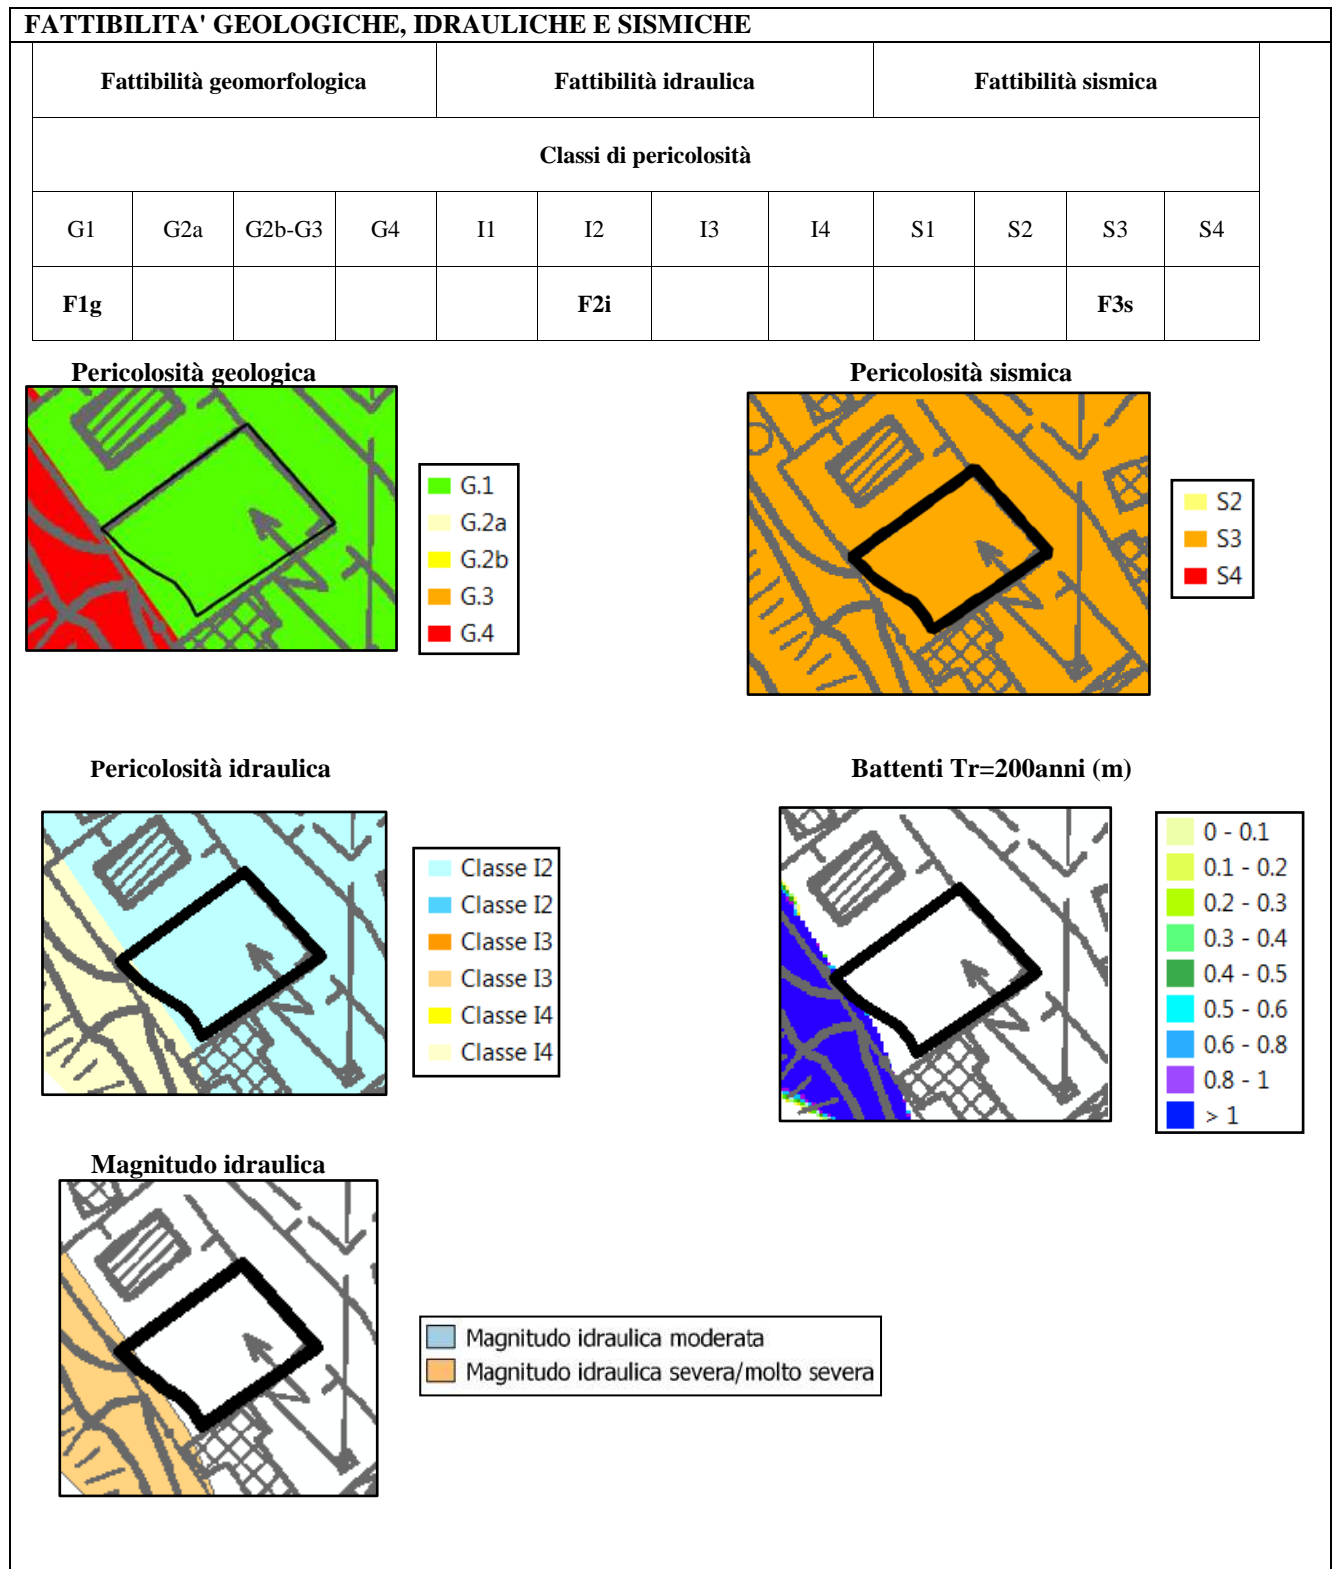 FATTIBILITA' GEOLOGICHE, IDRAULICHE E SISMICHE
Fattibilità geomorfologica Fattibilità idraulica Fattibilità sismica
Classi di pericolosità
G1 G2a G2b-G3 G4 I1 I2 I3 I4 S1 S2 S3 S4
F1g F2i F3s
Pericolosità geologica
G.1
G.2a
G.2b
G.3
G.4
Pericolosità sismica
S2
S3
S4
Pericolosità idraulica
Classe I2
Classe I2
Classe I3
Classe I3
Classe I4
Classe I4
Battenti Tr=200anni (m)
0 - 0.1
0.1 - 0.2
0.2 - 0.3
0.3 - 0.4
0.4 - 0.5
0.5 - 0.6
0.6 - 0.8
0.8 - 1
> 1
Magnitudo idraulica
Magnitudo idraulica moderata
Magnitudo idraulica severa/molto severa